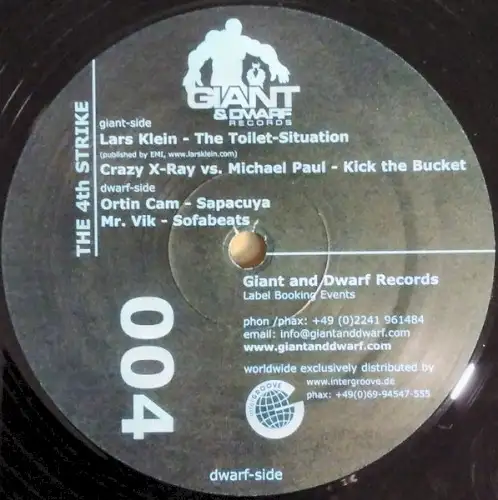 GIANT
& DWARF
RECORDS
THE 4th STRIKE
giant-side
Lars Klein - The Toilet-Situation
(published by EMI, www.larsklein.com)
Crazy X-Ray vs. Michael Paul - Kick the Bucket
dwarf-side
Ortin Cam - Sapacuya
Mr. Vik - Sofabeats
004
Giant and Dwarf Records
Label Booking Events
phon /phax: +49 (0)2241 961484
email: info@giantanddwarf.com
www.giantanddwarf.com
worldwide exclusively distributed by
INTERGROOVE
www.intergroove.de
phax: +49(0)69-94547-555
dwarf-side